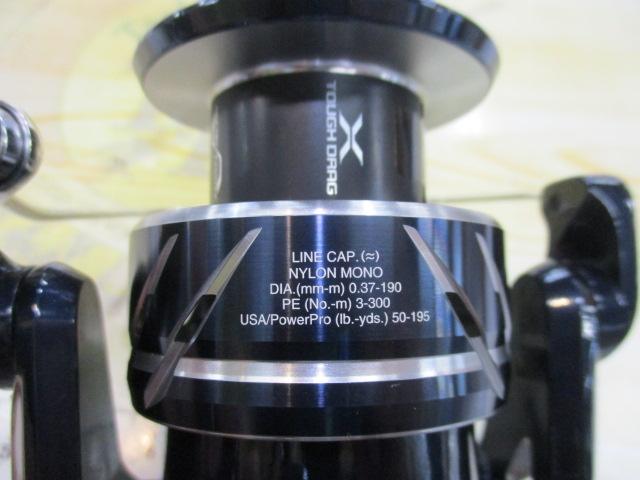 X TOUGH DRAG
LINE CAP.(≈)
NYLON MONO
DIA.(mm-m) 0.37-190
PE (No.-m) 3-300
USA/PowerPro (lb.-yds.) 50-195